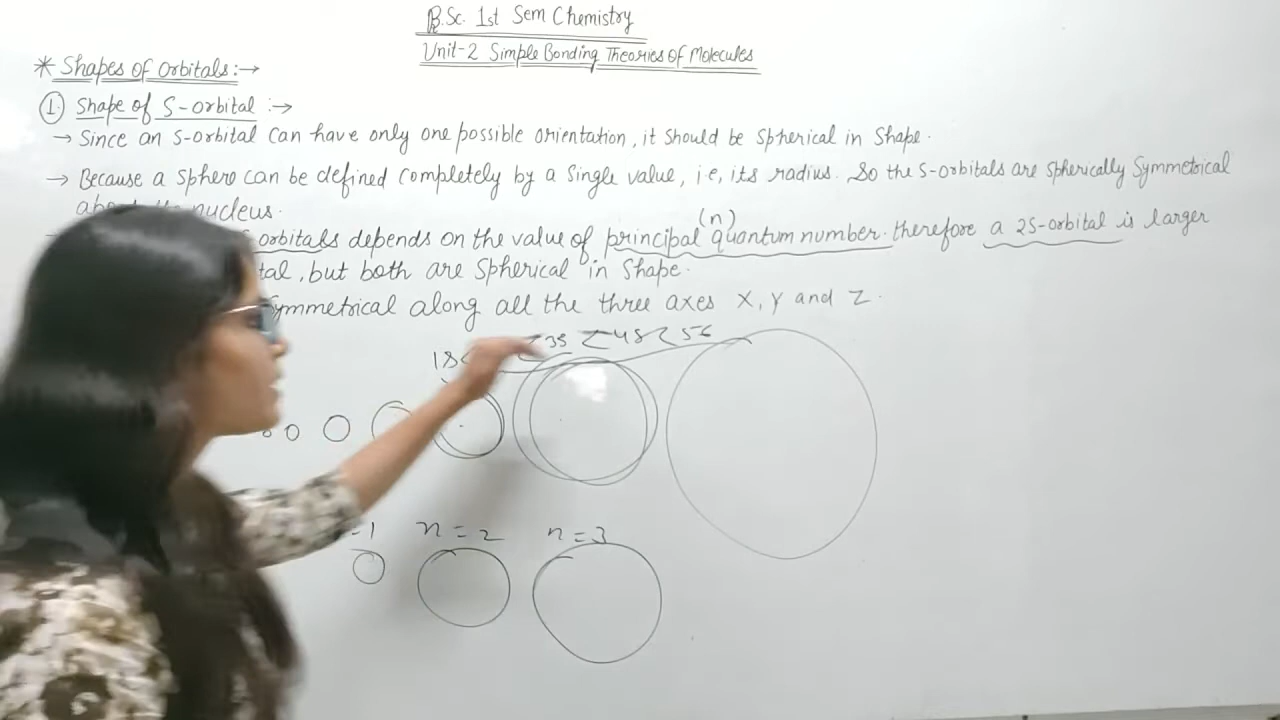 B.Sc. 1st Sem Chemistry
Unit-2 Simple Bonding Theories of Molecules
* Shapes of Orbitals:→
① Shape of S-orbital :→
→ Since an S-orbital can have only one possible orientation, it should be spherical in shape.
→ Because a sphere can be defined completely by a single value, i.e, its radius. So the S-orbitals are spherically symmetrical
nucleus.
(n)
orbitals depends on the value of principal quantum number. therefore a 2S-orbital is larger
tal, but both are spherical in shape.
Symmetrical along all the three axes X, Y and Z.
1S< <3S <4S<5S
=1 n=2 n=3